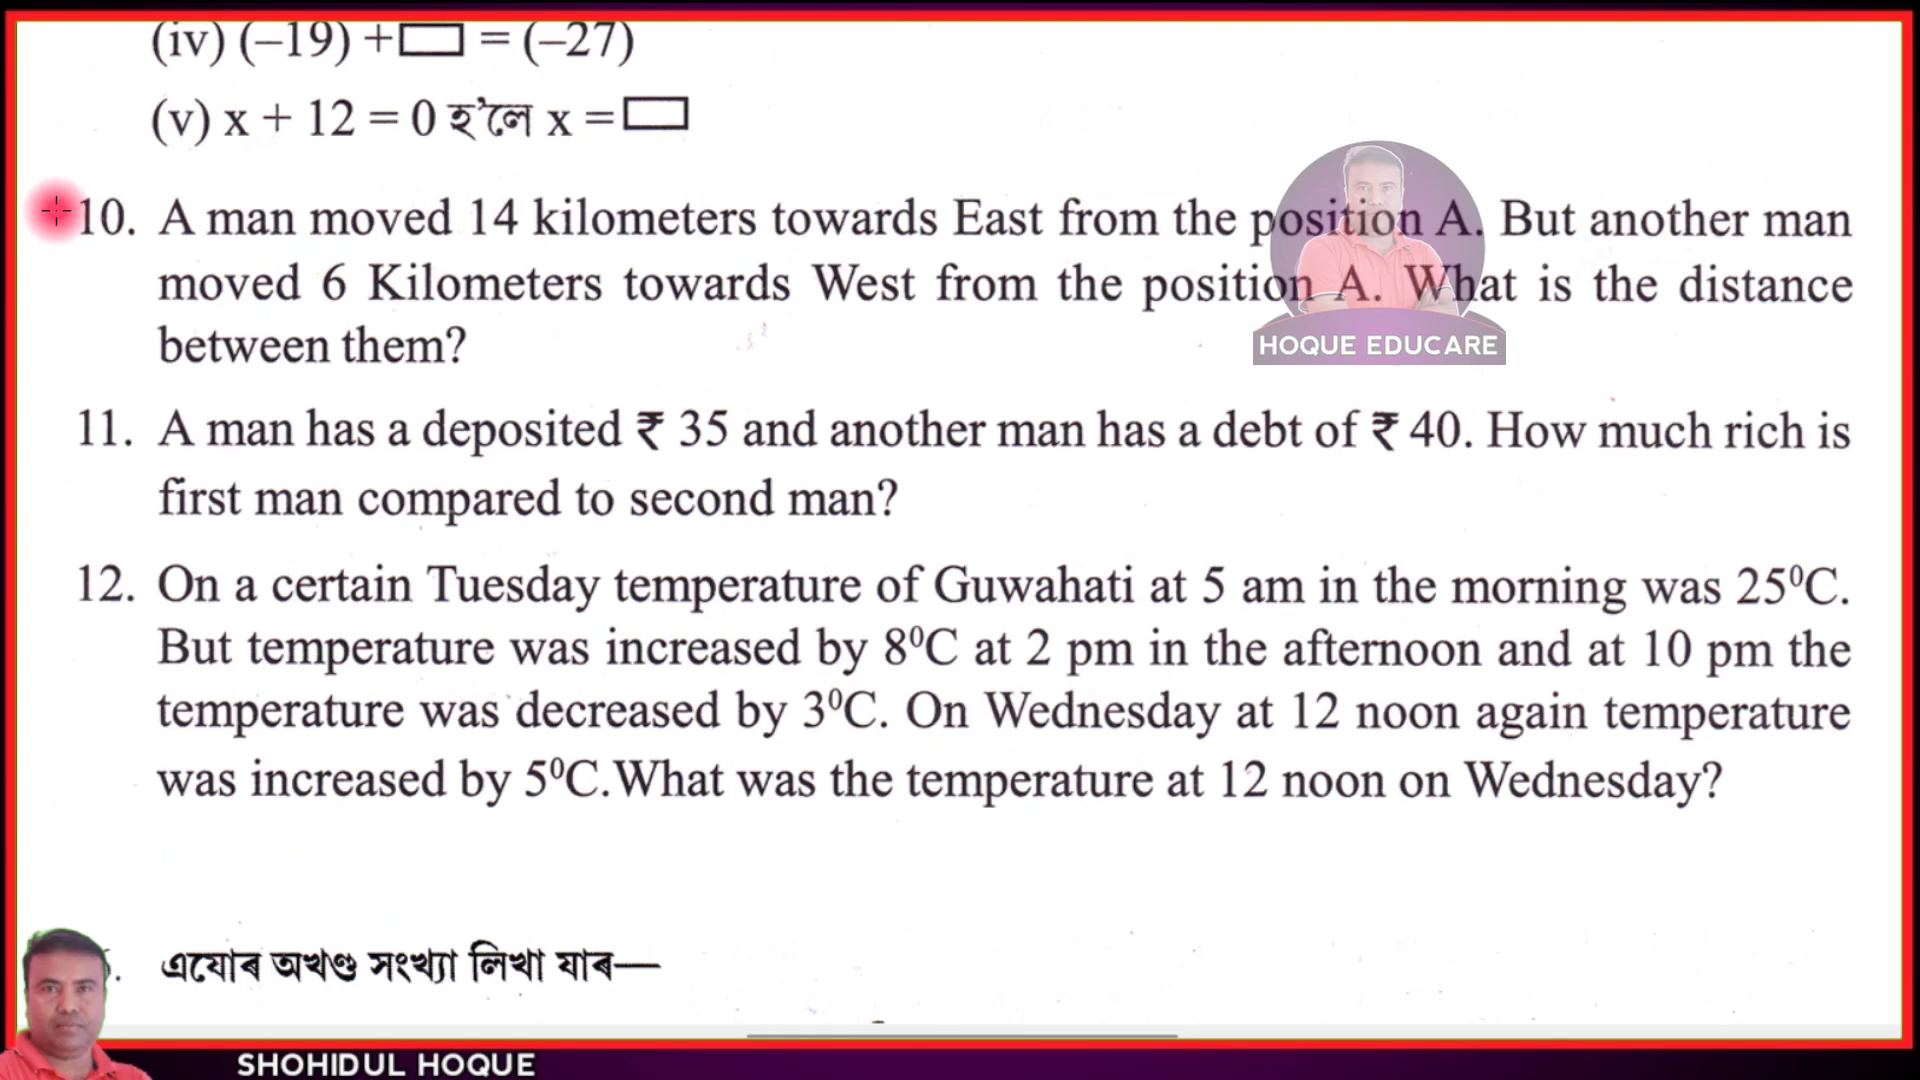 (iv) (–19) +▭ = (–27)
(v) x + 12 = 0 হ'লে x =▭
10. A man moved 14 kilometers towards East from the position A. But another man
moved 6 Kilometers towards West from the position A. What is the distance
between them?
HOQUE EDUCARE
11. A man has a deposited ₹ 35 and another man has a debt of ₹ 40. How much rich is
first man compared to second man?
12. On a certain Tuesday temperature of Guwahati at 5 am in the morning was 25⁰C.
But temperature was increased by 8⁰C at 2 pm in the afternoon and at 10 pm the
temperature was decreased by 3⁰C. On Wednesday at 12 noon again temperature
was increased by 5⁰C.What was the temperature at 12 noon on Wednesday?
এযোৰ অখণ্ড সংখ্যা লিখা যাৰ—
SHOHIDUL HOQUE